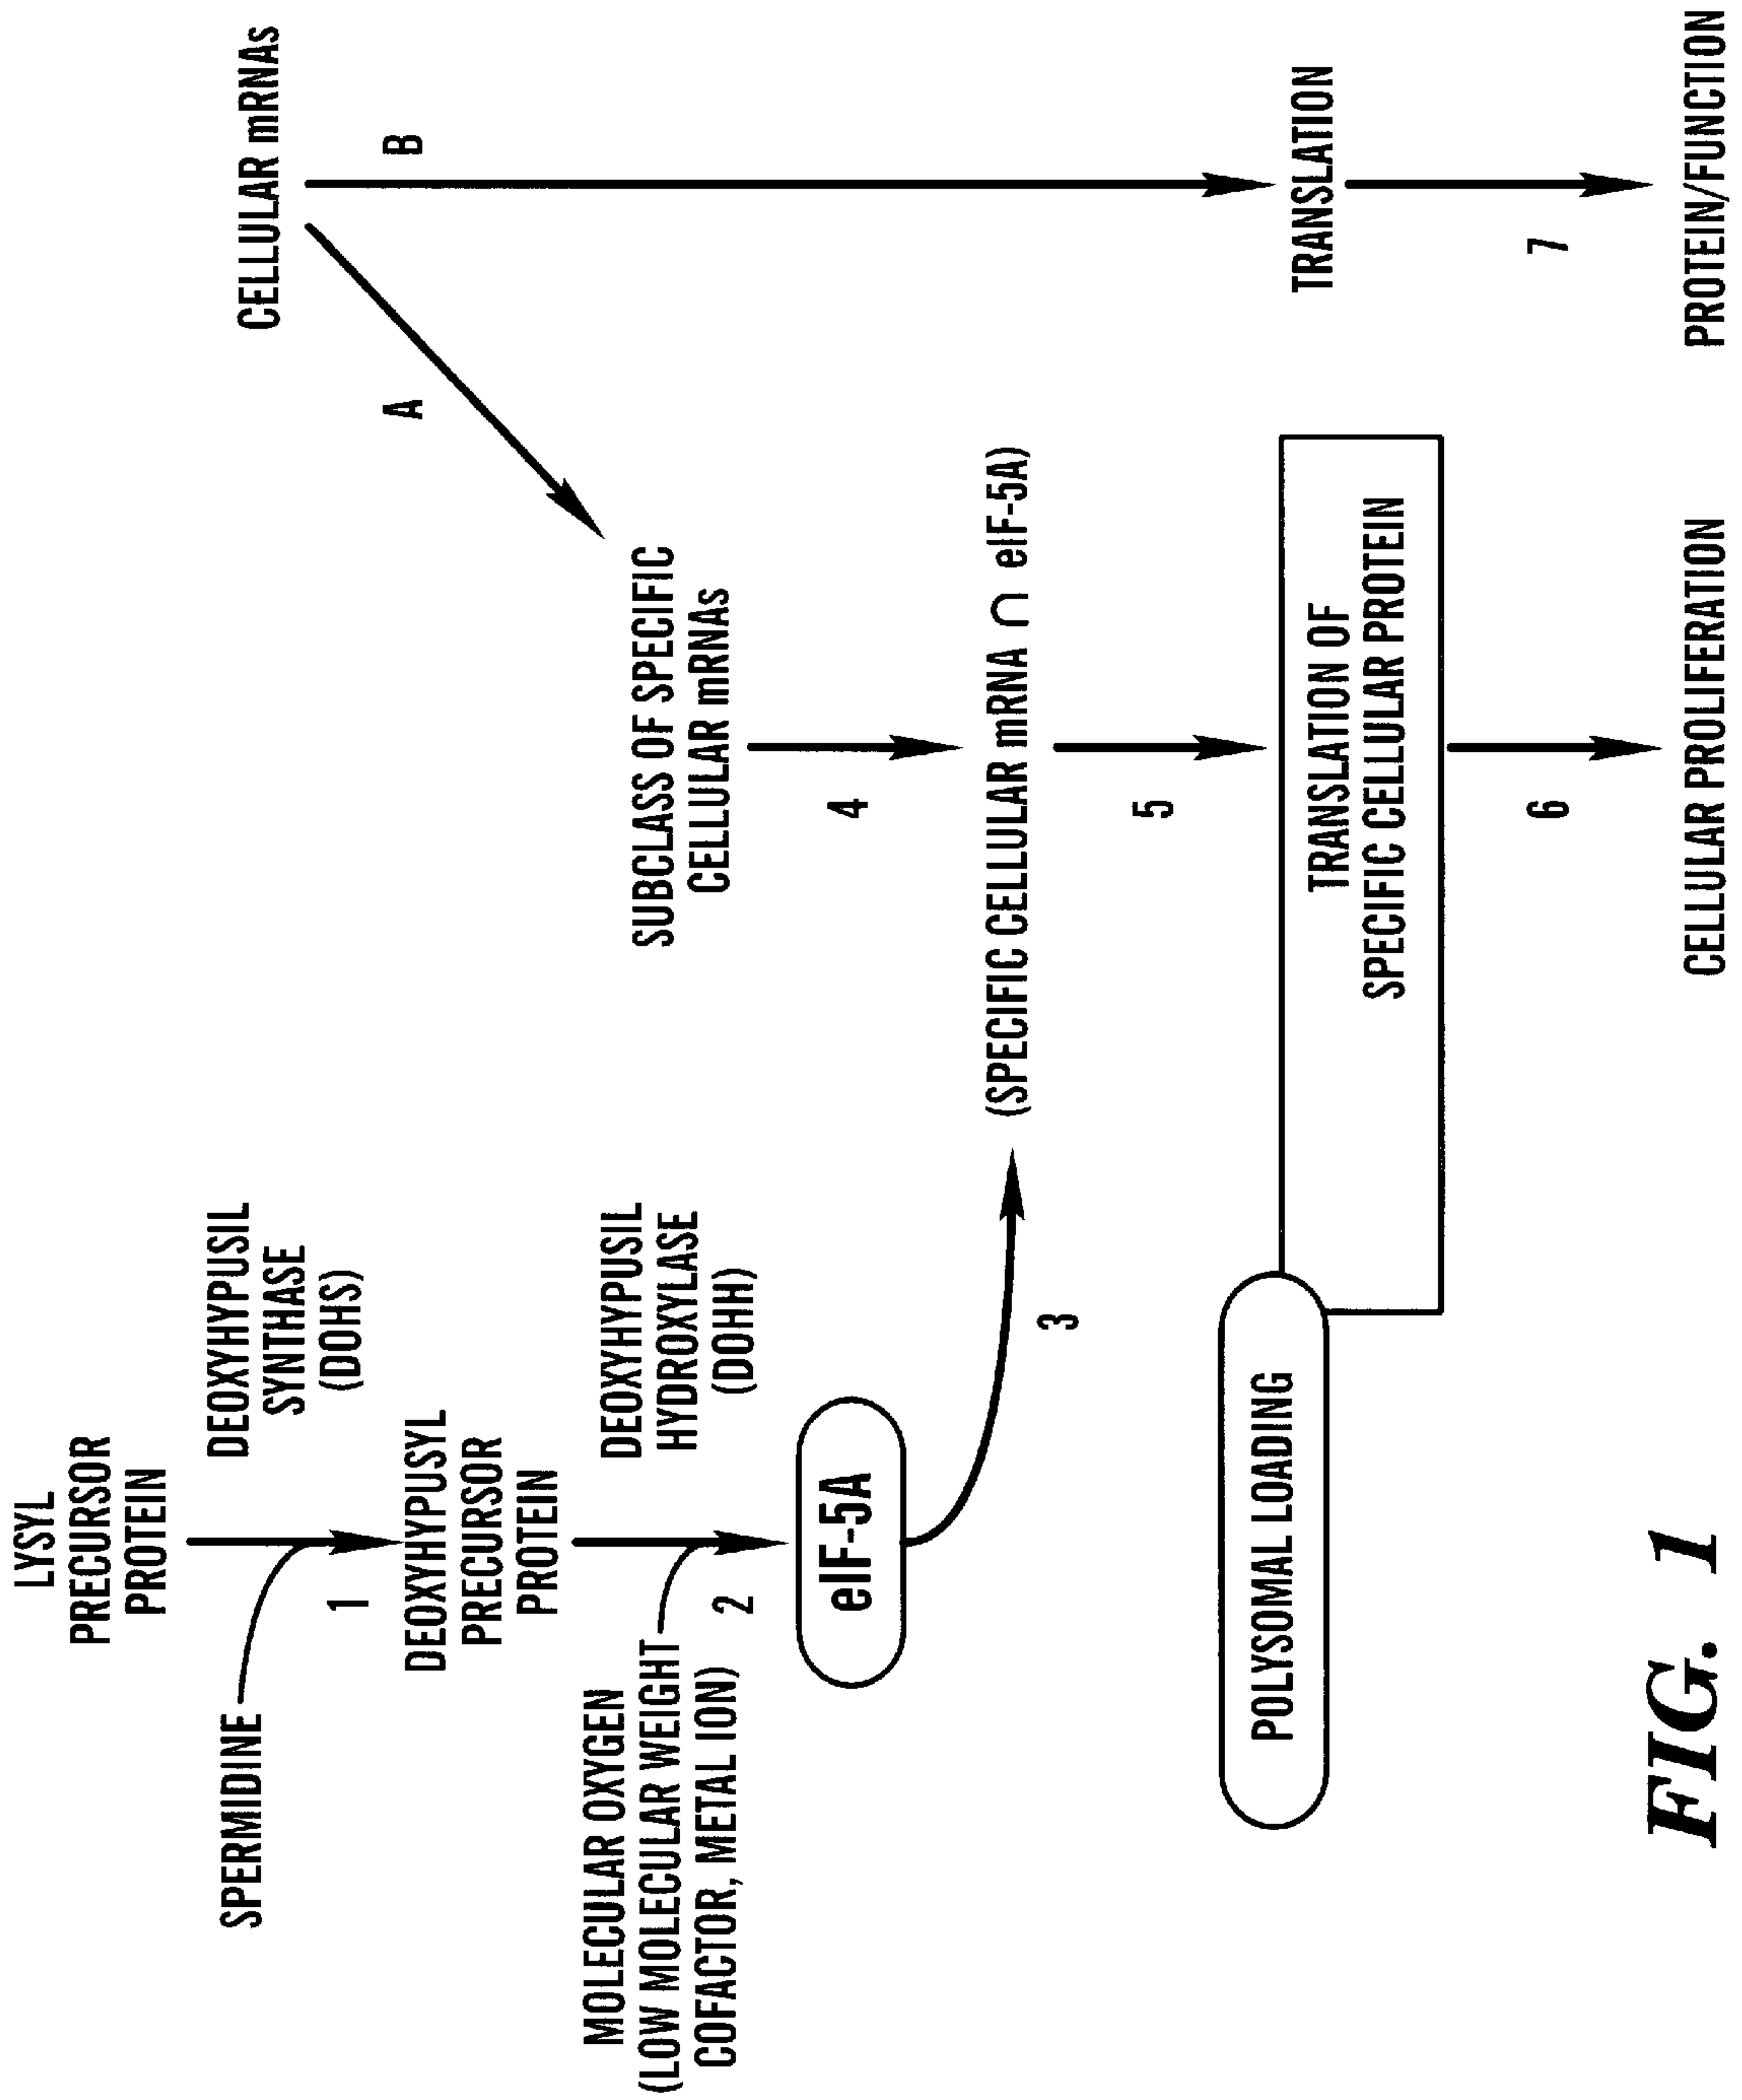 LYSYL
PRECURSOR
PROTEIN
SPERMIDINE
DEOXYHYPUSIL
SYNTHASE
(DOHS)
1
DEOXYHYPUSYL
PRECURSOR
PROTEIN
MOLECULAR OXYGEN
(LOW MOLECULAR WEIGHT
COFACTOR, METAL ION)
DEOXYHYPUSIL
HYDROXYLASE
(DOHH)
2
eIF-5A
3
CELLULAR mRNAs
A
B
SUBCLASS OF SPECIFIC
CELLULAR mRNAs
4
(SPECIFIC CELLULAR mRNA ∩ eIF-5A)
5
POLYSOMAL LOADING
TRANSLATION OF
SPECIFIC CELLULAR PROTEIN
6
CELLULAR PROLIFERATION
TRANSLATION
7
PROTEIN/FUNCTION
FIG. 1